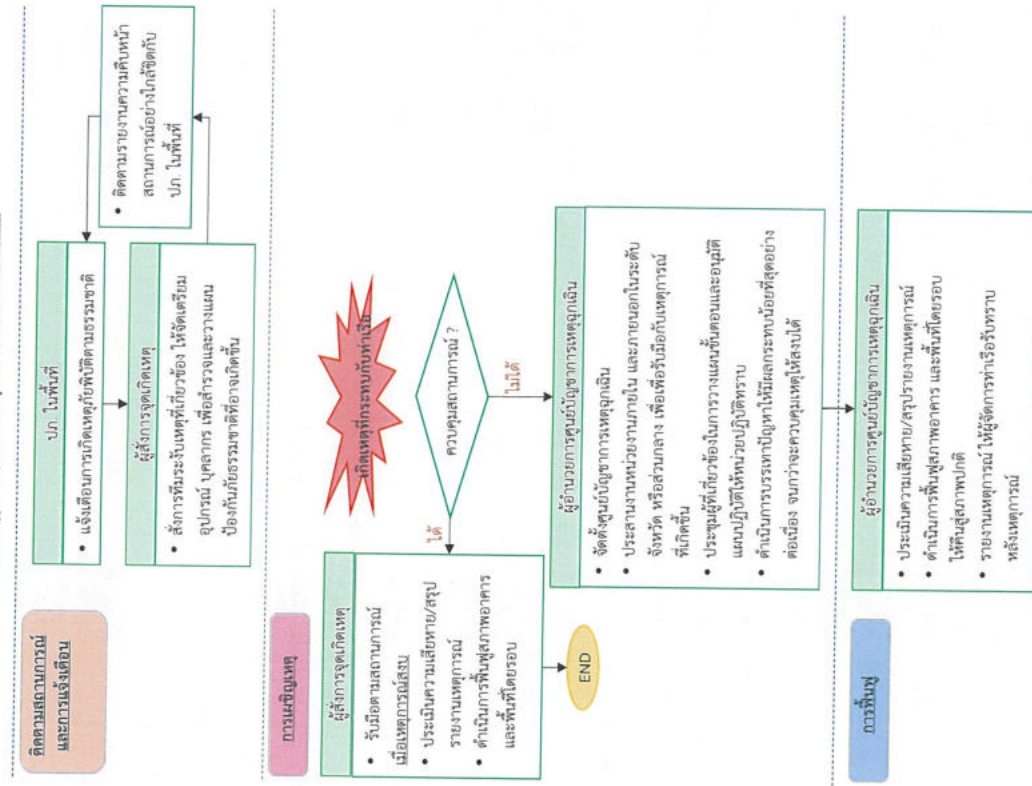 ติดตามสถานการณ์
และการแจ้งเตือน
ปภ. ในพื้นที่
• แจ้งเตือนการเกิดเหตุภัยพิบัติตามธรรมชาติ
ผู้สั่งการจุดเกิดเหตุ
• สั่งการทีมระงับเหตุที่เกี่ยวข้อง ให้จัดเตรียม
อุปกรณ์ บุคลากร เพื่อสำรวจและวางแผน
ป้องกันภัยธรรมชาติที่อาจเกิดขึ้น
• ติดตามรายงานความคืบหน้า
สถานการณ์อย่างใกล้ชิดกับ
ปภ. ในพื้นที่
การเผชิญเหตุ
เกิดเหตุที่กระทบกับท่าเรือ
ควบคุมสถานการณ์ ?
ได้
ไม่ได้
ผู้สั่งการจุดเกิดเหตุ
• รับมือตามสถานการณ์
เมื่อเหตุการณ์สงบ
• ประเมินความเสียหาย/สรุป
รายงานเหตุการณ์
• ดำเนินการฟื้นฟูสภาพอาคาร
และพื้นที่โดยรอบ
END
ผู้อำนวยการศูนย์บัญชาการเหตุฉุกเฉิน
• จัดตั้งศูนย์บัญชาการเหตุฉุกเฉิน
• ประสานงานหน่วยงานภายใน และภายนอกในระดับ
จังหวัด หรือส่วนกลาง เพื่อเพื่อรับมือกับเหตุการณ์
ที่เกิดขึ้น
• ประชุมผู้ที่เกี่ยวข้องในการวางแผนขั้นตอนและอนุมัติ
แผนปฏิบัติให้หน่วยปฏิบัติทราบ
• ดำเนินการบรรเทาปัญหาให้มีผลกระทบน้อยที่สุดอย่าง
ต่อเนื่อง จนกว่าจะควบคุมเหตุให้สงบได้
การฟื้นฟู
ผู้อำนวยการศูนย์บัญชาการเหตุฉุกเฉิน
• ประเมินความเสียหาย/สรุปรายงานเหตุการณ์
• ดำเนินการฟื้นฟูสภาพอาคาร และพื้นที่โดยรอบ
ให้คืนสู่สภาพปกติ
• รายงานเหตุการณ์ ให้ผู้จัดการท่าเรือรับทราบ
หลังเหตุการณ์